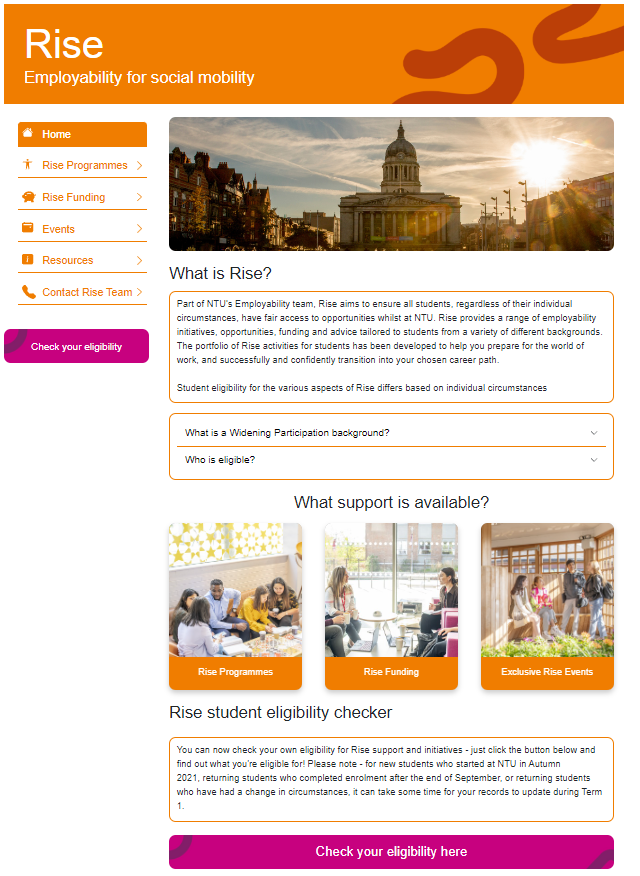 Rise
Employability for social mobility
Home
Rise Programmes
Rise Funding
Events
Resources
Contact Rise Team
Check your eligibility
What is Rise?
Part of NTU's Employability team, Rise aims to ensure all students, regardless of their individual
circumstances, have fair access to opportunities whilst at NTU. Rise provides a range of employability
initiatives, opportunities, funding and advice tailored to students from a variety of different backgrounds.
The portfolio of Rise activities for students has been developed to help you prepare for the world of
work, and successfully and confidently transition into your chosen career path.
Student eligibility for the various aspects of Rise differs based on individual circumstances
What is a Widening Participation background?
Who is eligible?
What support is available?
Rise Programmes
Rise Funding
Exclusive Rise Events
Rise student eligibility checker
You can now check your own eligibility for Rise support and initiatives - just click the button below and
find out what you're eligible for! Please note - for new students who started at NTU in Autumn
2021, returning students who completed enrolment after the end of September, or returning students
who have had a change in circumstances, it can take some time for your records to update during Term
1.
Check your eligibility here